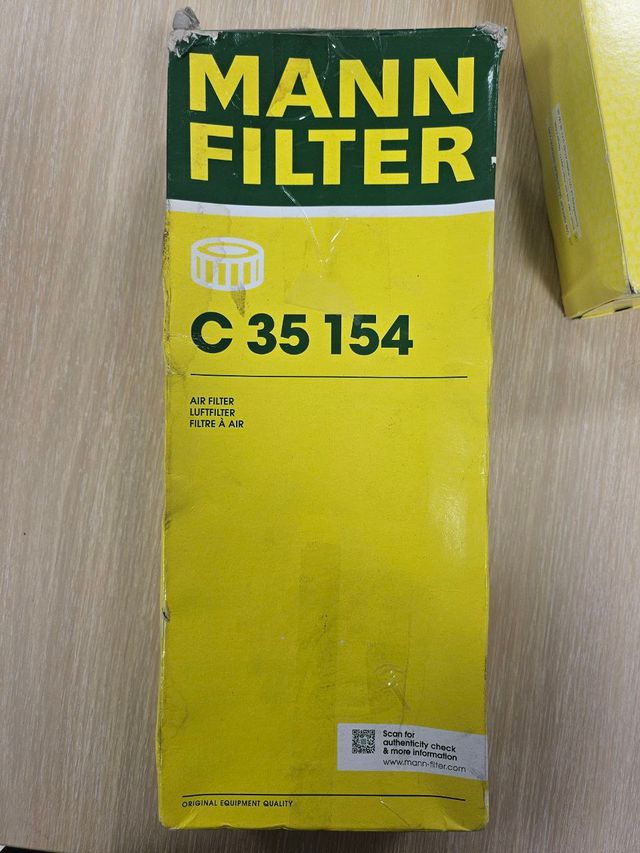 MANN
FILTER
C 35 154
AIR FILTER
LUFTFILTER
FILTRE À AIR
Scan for
authenticity check
& more information
www.mann-filter.com
ORIGINAL EQUIPMENT QUALITY